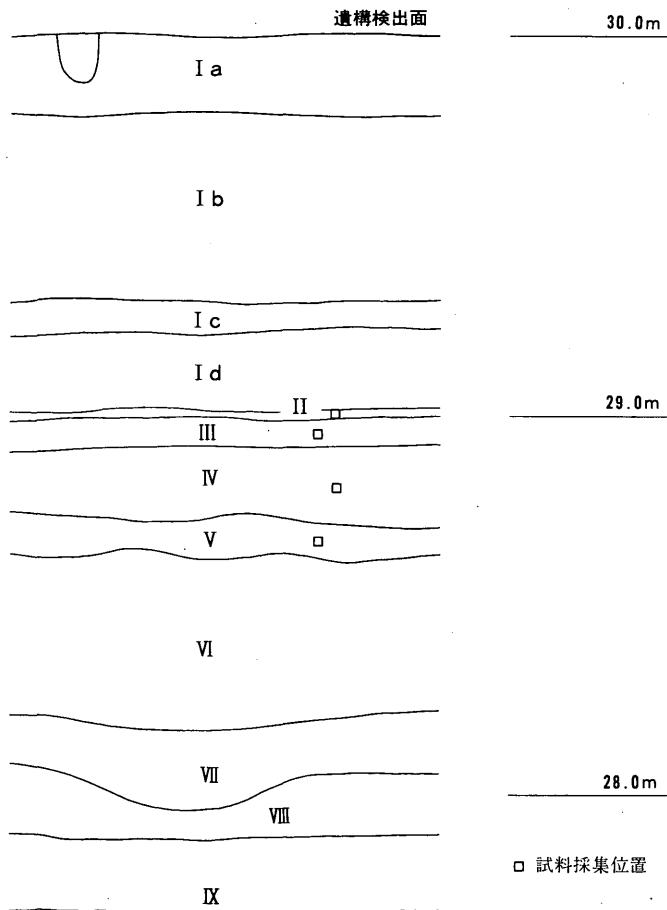 遺構検出面 30.0m
Ⅰa
Ⅰb
Ⅰc
Ⅰd
Ⅱ 29.0m
Ⅲ
Ⅳ
Ⅴ
Ⅵ
Ⅶ 28.0m
Ⅷ
□ 試料採集位置
Ⅸ